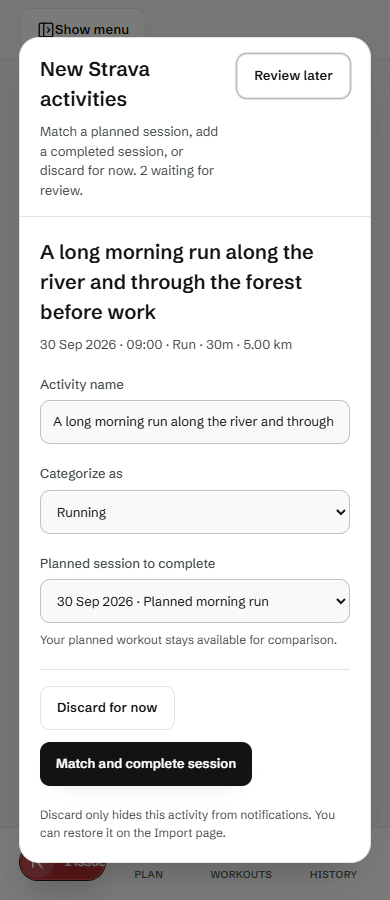 Show menu
New Strava
activities
Review later
Match a planned session, add
a completed session, or
discard for now. 2 waiting for
review.
A long morning run along the
river and through the forest
before work
30 Sep 2026 · 09:00 · Run · 30m · 5.00 km
Activity name
A long morning run along the river and through
Categorize as
Running
Planned session to complete
30 Sep 2026 · Planned morning run
Your planned workout stays available for comparison.
Discard for now
Match and complete session
Discard only hides this activity from notifications. You
can restore it on the Import page.
PLAN
WORKOUTS
HISTORY